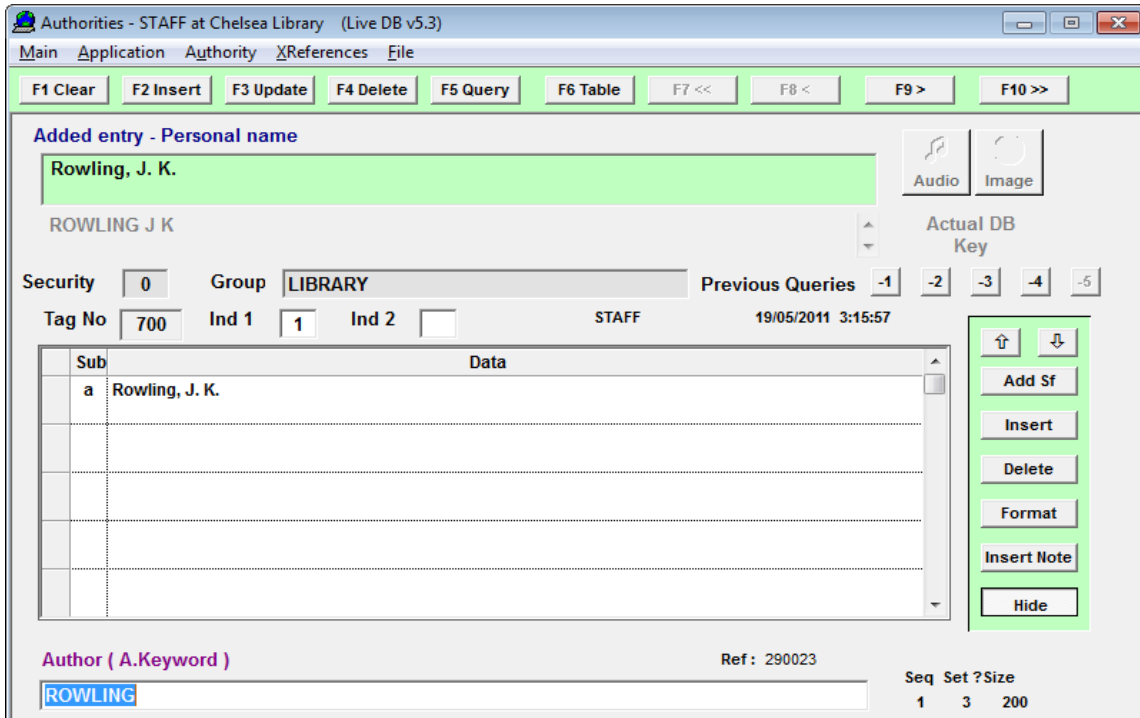 Authorities - STAFF at Chelsea Library (Live DB v5.3)
Main Application Authority XReferences File
F1 Clear F2 Insert F3 Update F4 Delete F5 Query F6 Table F7 << F8 < F9 > F10 >>
Added entry - Personal name
Rowling, J. K.
Audio Image
ROWLING J K
Actual DB
Key
Security 0 Group LIBRARY Previous Queries -1 -2 -3 -4 -5
Tag No 700 Ind 1 1 Ind 2 STAFF 19/05/2011 3:15:57
Sub Data
a Rowling, J. K.
Add Sf
Insert
Delete
Format
Insert Note
Hide
Author ( A.Keyword ) Ref : 290023
ROWLING
Seq Set ?Size
1 3 200